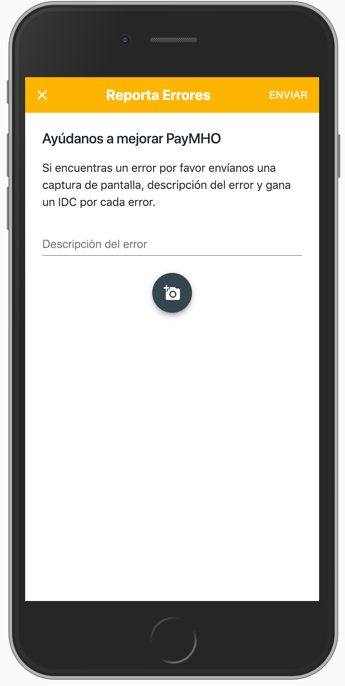 Reporta Errores ENVIAR
Ayúdanos a mejorar PayMHO
Si encuentras un error por favor envíanos una
captura de pantalla, descripción del error y gana
un IDC por cada error.
Descripción del error